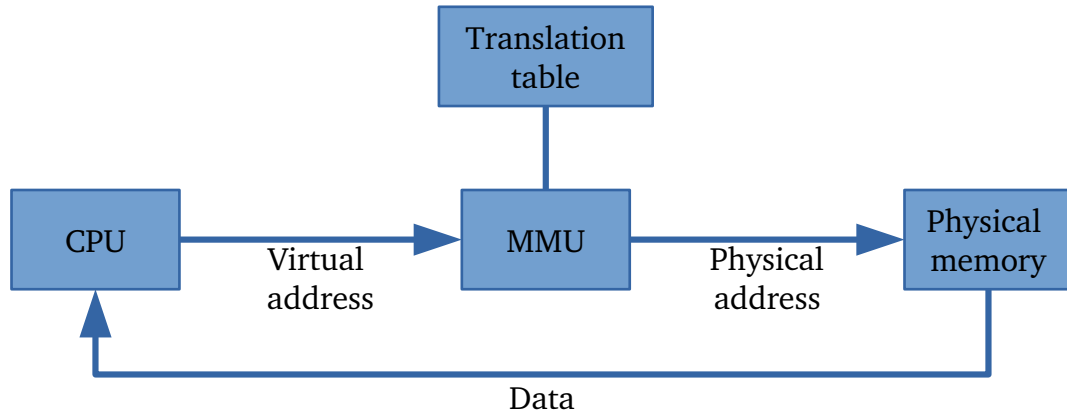 Translation
table
CPU
Virtual
address
MMU
Physical
address
Physical
memory
Data